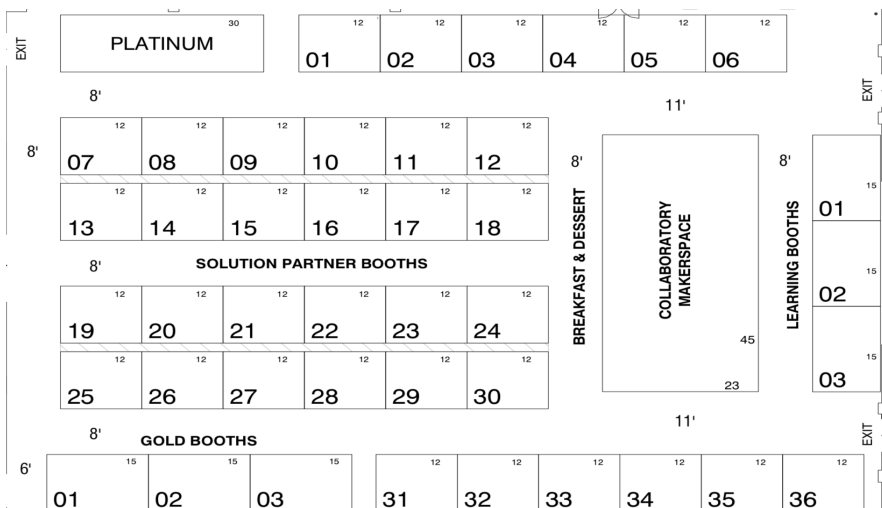 30
PLATINUM
12 12 12 12 12 12
01 02 03 04 05 06
EXIT
EXIT
8'
11'
8'
12 12 12 12 12 12
07 08 09 10 11 12
12 12 12 12 12 12
13 14 15 16 17 18
8'
SOLUTION PARTNER BOOTHS
12 12 12 12 12 12
19 20 21 22 23 24
12 12 12 12 12 12
25 26 27 28 29 30
8'
BREAKFAST & DESSERT
COLLABORATORY
MAKERSPACE
45
23
8'
LEARNING BOOTHS
15
01
15
02
15
03
11'
EXIT
8'
GOLD BOOTHS
6'
15 15 15 12 12 12 12 12 12
01 02 03 31 32 33 34 35 36